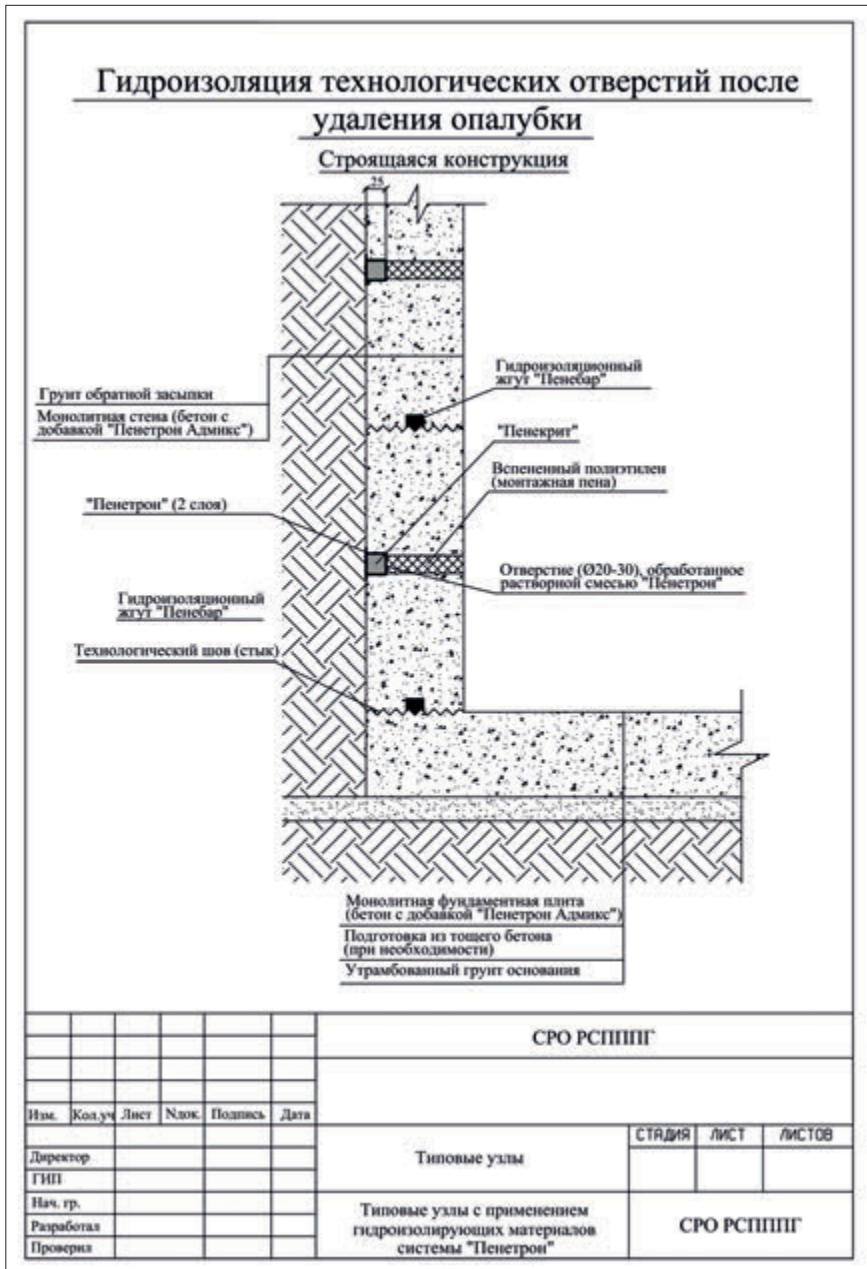 Гидроизоляция технологических отверстий после
удаления опалубки
Строящаяся конструкция
25
Грунт обратной засыпки
Монолитная стена (бетон с
добавкой "Пенетрон Адмикс")
Гидроизоляционный
жгут "Пенебар"
"Пенекрит"
Вспененный полиэтилен
(монтажная пена)
"Пенетрон" (2 слоя)
Отверстие (Ø20-30), обработанное
растворной смесью "Пенетрон"
Гидроизоляционный
жгут "Пенебар"
Технологический шов (стык)
Монолитная фундаментная плита
(бетон с добавкой "Пенетрон Адмикс")
Подготовка из тощего бетона
(при необходимости)
Утрамбованный грунт основания
СРО РСППГ
Изм. Кол.уч Лист Nдок. Подпись Дата
Директор
ГИП
Нач. гр.
Разработал
Проверил
Типовые узлы
СТАДИЯ ЛИСТ ЛИСТОВ
Типовые узлы с применением
гидроизолирующих материалов
системы "Пенетрон"
СРО РСППГ